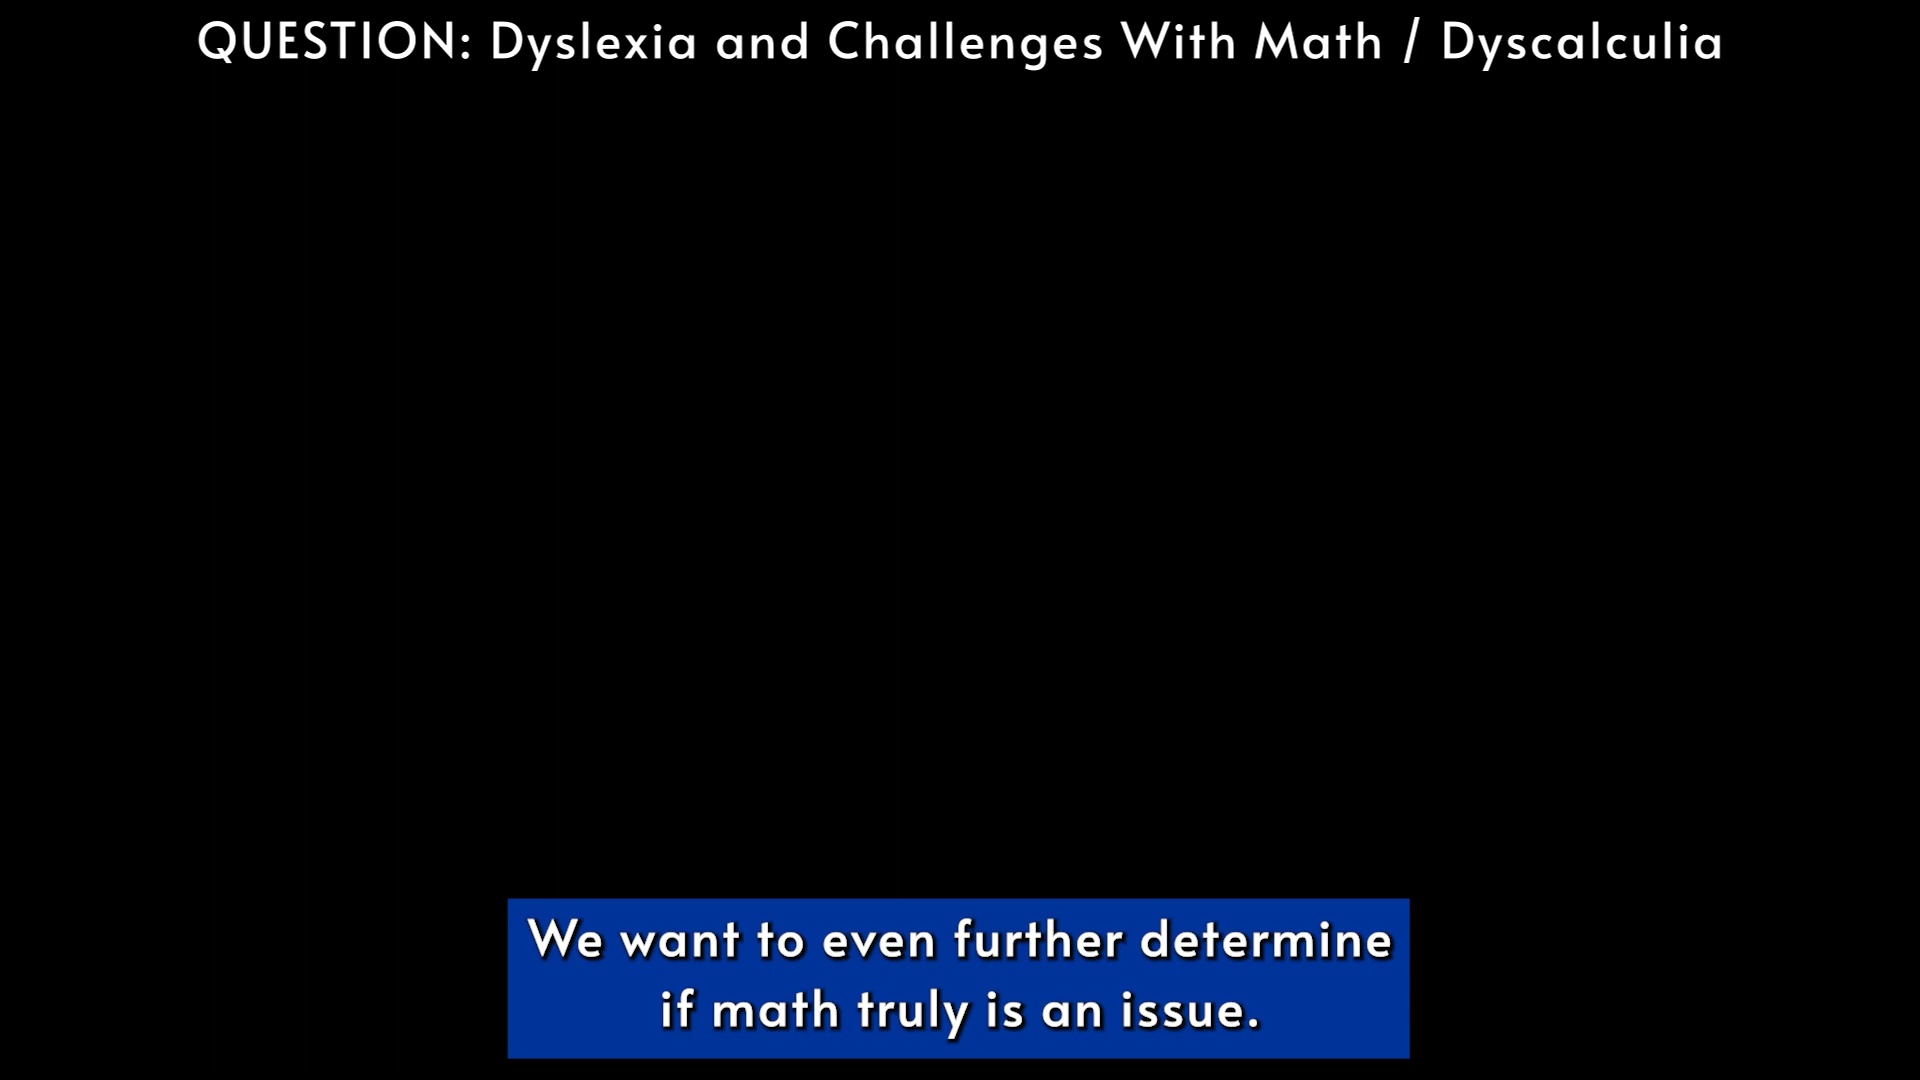 QUESTION: Dyslexia and Challenges With Math / Dyscalculia
We want to even further determine
if math truly is an issue.